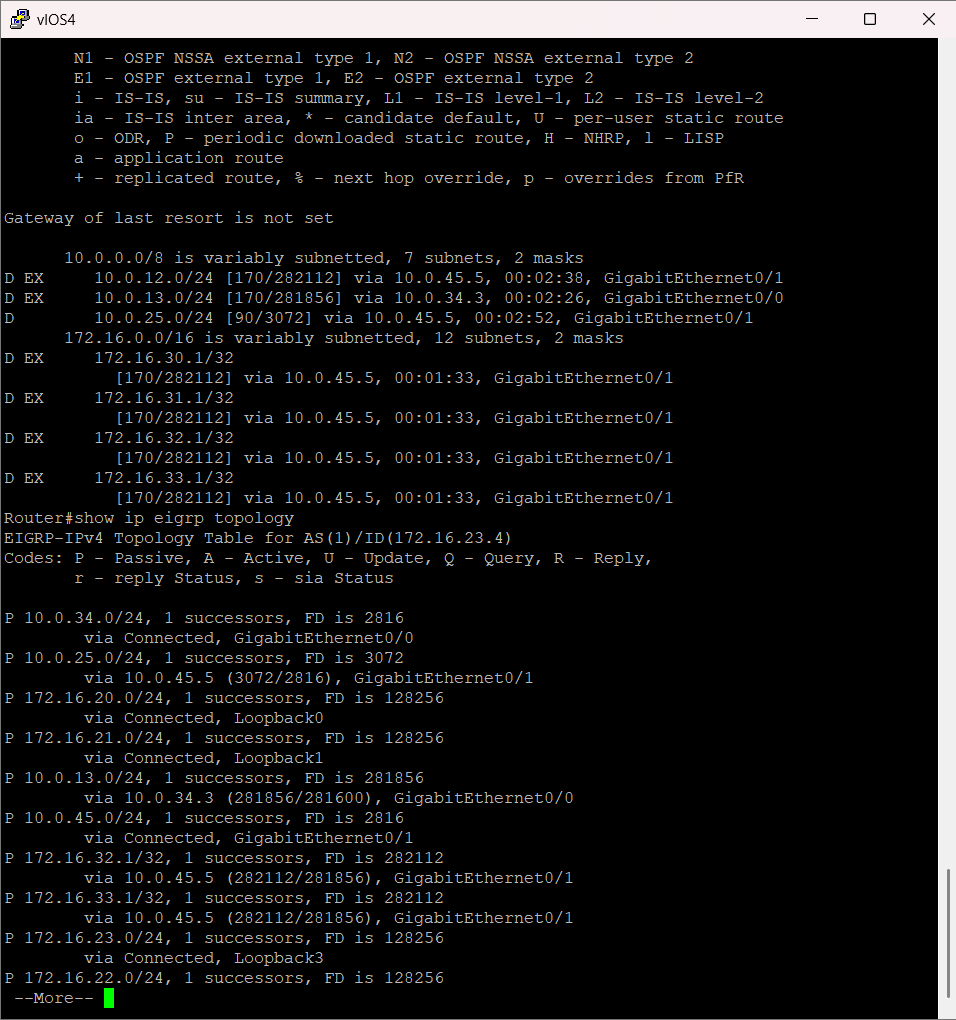 vIOS4
N1 - OSPF NSSA external type 1, N2 - OSPF NSSA external type 2
E1 - OSPF external type 1, E2 - OSPF external type 2
i - IS-IS, su - IS-IS summary, L1 - IS-IS level-1, L2 - IS-IS level-2
ia - IS-IS inter area, * - candidate default, U - per-user static route
o - ODR, P - periodic downloaded static route, H - NHRP, l - LISP
a - application route
+ - replicated route, % - next hop override, p - overrides from PfR
Gateway of last resort is not set
10.0.0.0/8 is variably subnetted, 7 subnets, 2 masks
D EX 10.0.12.0/24 [170/282112] via 10.0.45.5, 00:02:38, GigabitEthernet0/1
D EX 10.0.13.0/24 [170/281856] via 10.0.34.3, 00:02:26, GigabitEthernet0/0
D 10.0.25.0/24 [90/3072] via 10.0.45.5, 00:02:52, GigabitEthernet0/1
172.16.0.0/16 is variably subnetted, 12 subnets, 2 masks
D EX 172.16.30.1/32
[170/282112] via 10.0.45.5, 00:01:33, GigabitEthernet0/1
D EX 172.16.31.1/32
[170/282112] via 10.0.45.5, 00:01:33, GigabitEthernet0/1
D EX 172.16.32.1/32
[170/282112] via 10.0.45.5, 00:01:33, GigabitEthernet0/1
D EX 172.16.33.1/32
[170/282112] via 10.0.45.5, 00:01:33, GigabitEthernet0/1
Router#show ip eigrp topology
EIGRP-IPv4 Topology Table for AS(1)/ID(172.16.23.4)
Codes: P - Passive, A - Active, U - Update, Q - Query, R - Reply,
r - reply Status, s - sia Status
P 10.0.34.0/24, 1 successors, FD is 2816
via Connected, GigabitEthernet0/0
P 10.0.25.0/24, 1 successors, FD is 3072
via 10.0.45.5 (3072/2816), GigabitEthernet0/1
P 172.16.20.0/24, 1 successors, FD is 128256
via Connected, Loopback0
P 172.16.21.0/24, 1 successors, FD is 128256
via Connected, Loopback1
P 10.0.13.0/24, 1 successors, FD is 281856
via 10.0.34.3 (281856/281600), GigabitEthernet0/0
P 10.0.45.0/24, 1 successors, FD is 2816
via Connected, GigabitEthernet0/1
P 172.16.32.1/32, 1 successors, FD is 282112
via 10.0.45.5 (282112/281856), GigabitEthernet0/1
P 172.16.33.1/32, 1 successors, FD is 282112
via 10.0.45.5 (282112/281856), GigabitEthernet0/1
P 172.16.23.0/24, 1 successors, FD is 128256
via Connected, Loopback3
P 172.16.22.0/24, 1 successors, FD is 128256
--More--